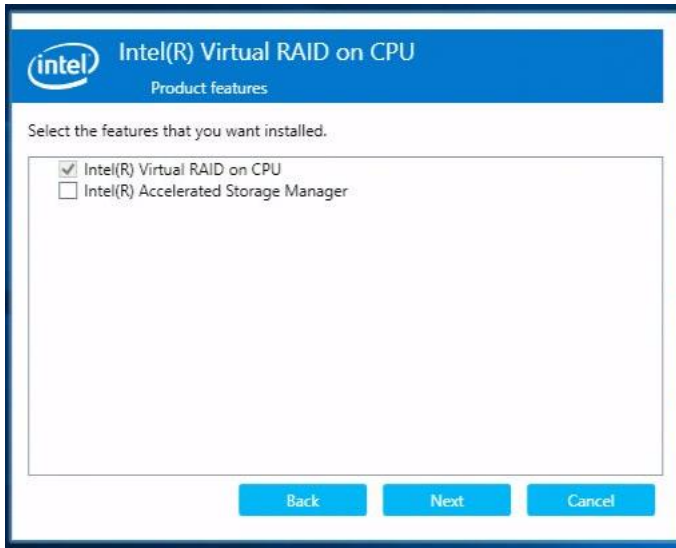 intel
Intel(R) Virtual RAID on CPU
Product features
Select the features that you want installed.
Intel(R) Virtual RAID on CPU
Intel(R) Accelerated Storage Manager
Back Next Cancel